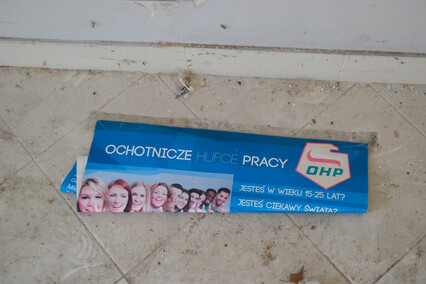 OCHOTNICZE HUFCE PRACY
OHP
JESTEŚ W WIEKU 15-25 LAT?
JESTEŚ CIEKAWY ŚWIATA?